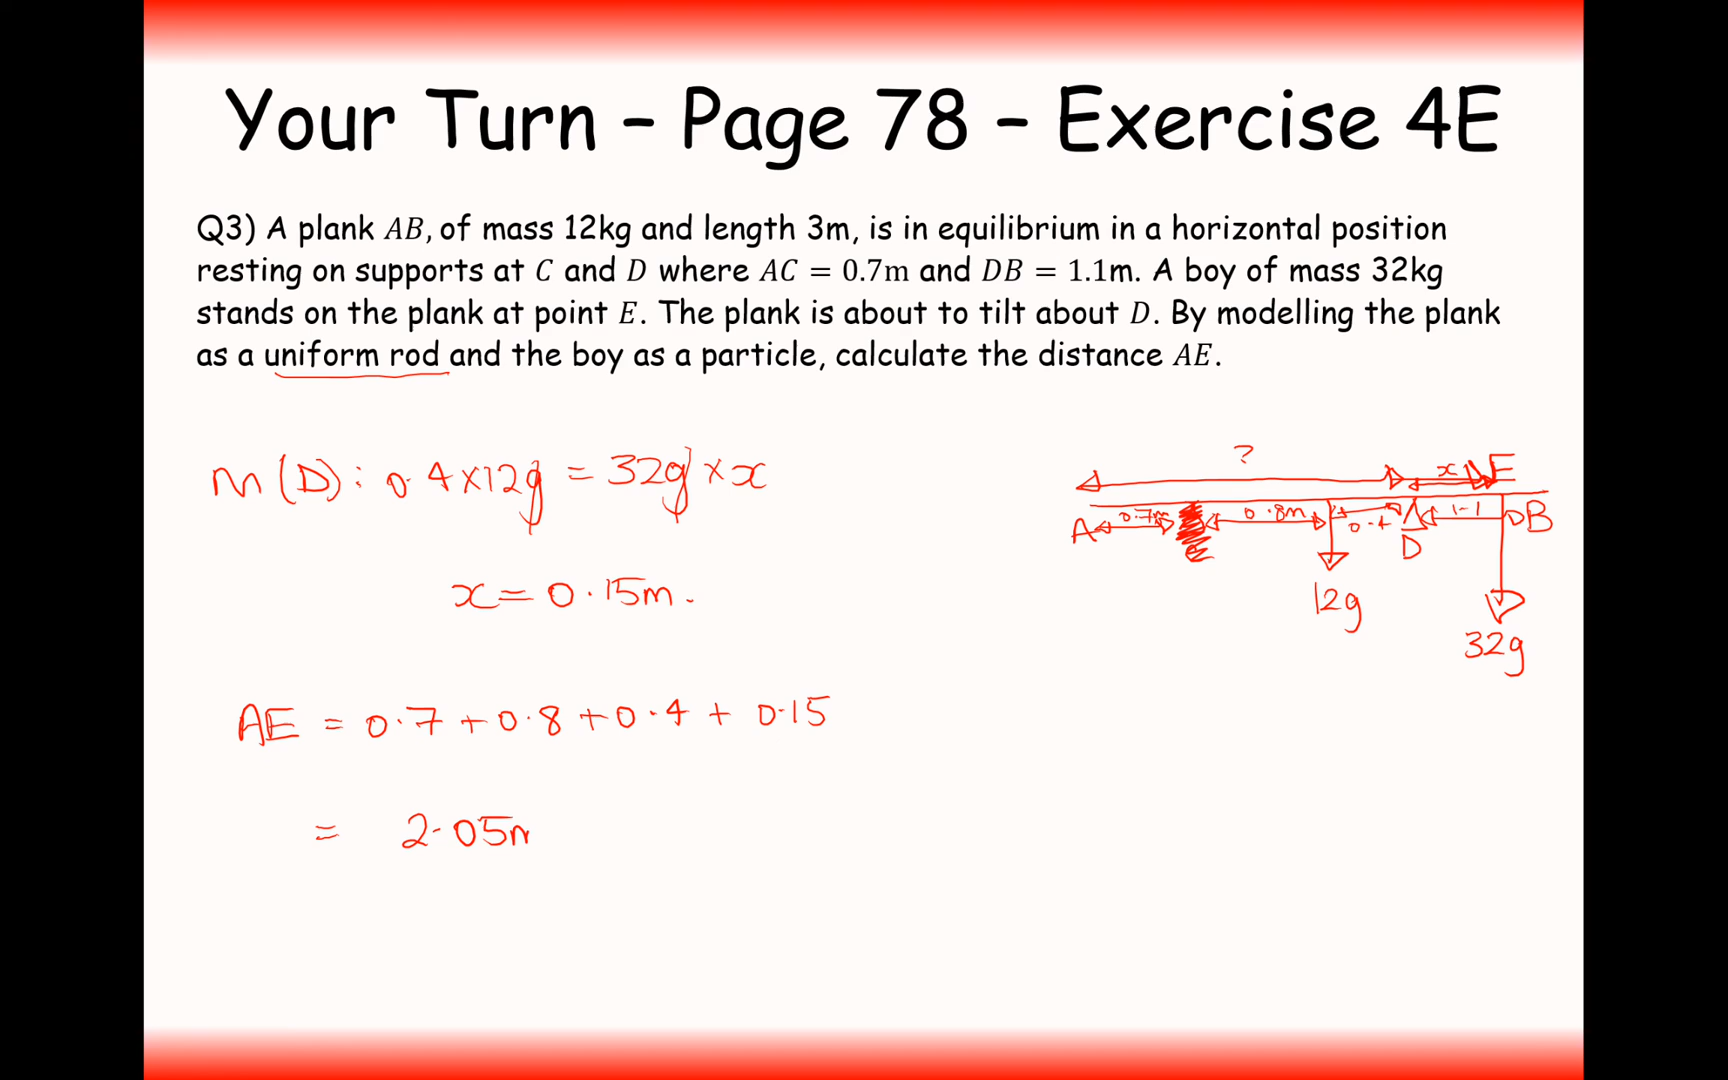 Your Turn – Page 78 – Exercise 4E
Q3) A plank AB, of mass 12kg and length 3m, is in equilibrium in a horizontal position
resting on supports at C and D where AC = 0.7m and DB = 1.1m. A boy of mass 32kg
stands on the plank at point E. The plank is about to tilt about D. By modelling the plank
as a uniform rod and the boy as a particle, calculate the distance AE.
M(D): 0.4×12g = 32g × x
x = 0.15m.
AE = 0.7 + 0.8 + 0.4 + 0.15
= 2.05m
?
x E
A 0.7m 0.8m 0.4 1.1 B
C D
12g
32g